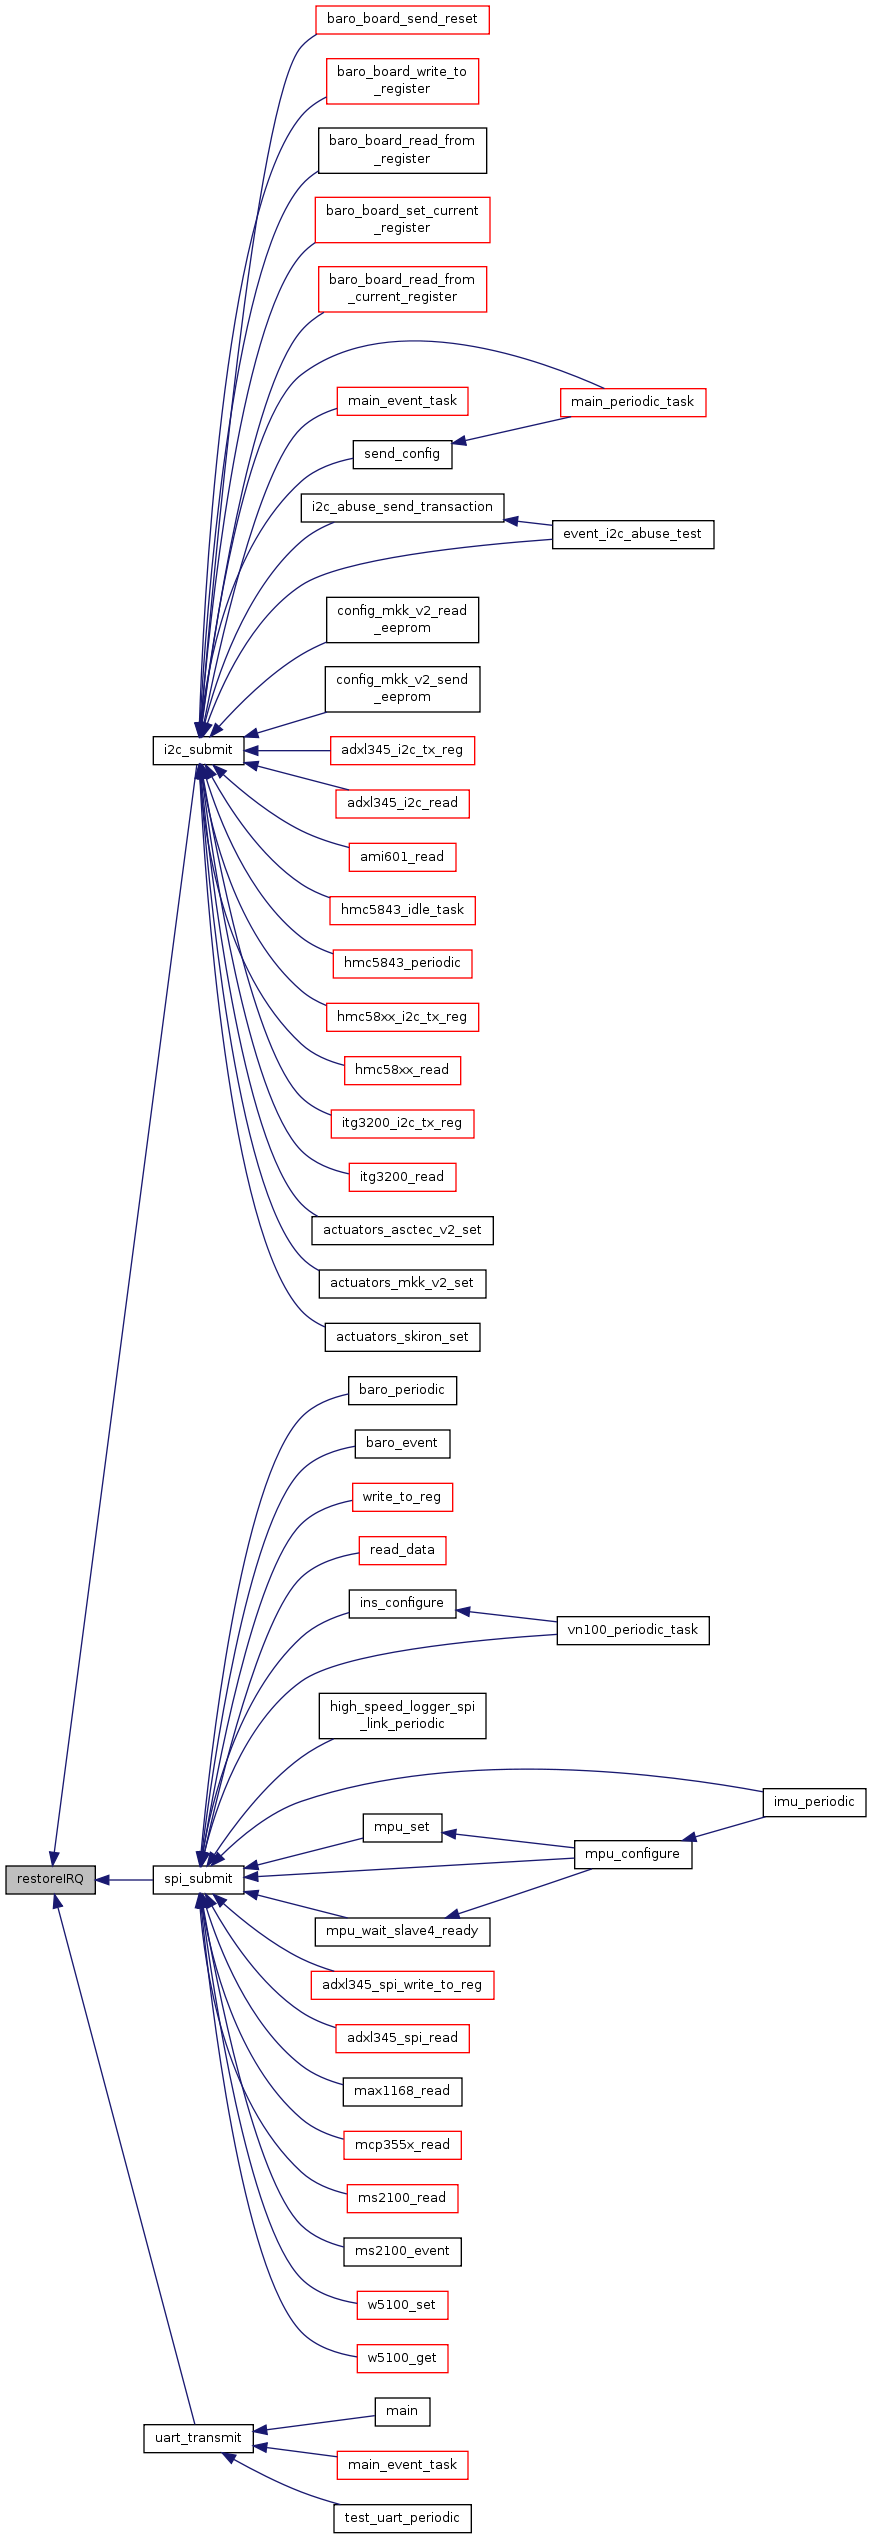 baro_board_send_reset
baro_board_write_to
_register
baro_board_read_from
_register
baro_board_set_current
_register
baro_board_read_from
_current_register
main_periodic_task
main_event_task
send_config
i2c_abuse_send_transaction
event_i2c_abuse_test
config_mkk_v2_read
_eeprom
config_mkk_v2_send
_eeprom
i2c_submit
adxl345_i2c_tx_reg
adxl345_i2c_read
ami601_read
hmc5843_idle_task
hmc5843_periodic
hmc58xx_i2c_tx_reg
hmc58xx_read
itg3200_i2c_tx_reg
itg3200_read
actuators_asctec_v2_set
actuators_mkk_v2_set
actuators_skiron_set
baro_periodic
baro_event
write_to_reg
read_data
ins_configure
vn100_periodic_task
high_speed_logger_spi
_link_periodic
imu_periodic
mpu_set
mpu_configure
restoreIRQ
spi_submit
mpu_wait_slave4_ready
adxl345_spi_write_to_reg
adxl345_spi_read
max1168_read
mcp355x_read
ms2100_read
ms2100_event
w5100_set
w5100_get
main
uart_transmit
main_event_task
test_uart_periodic